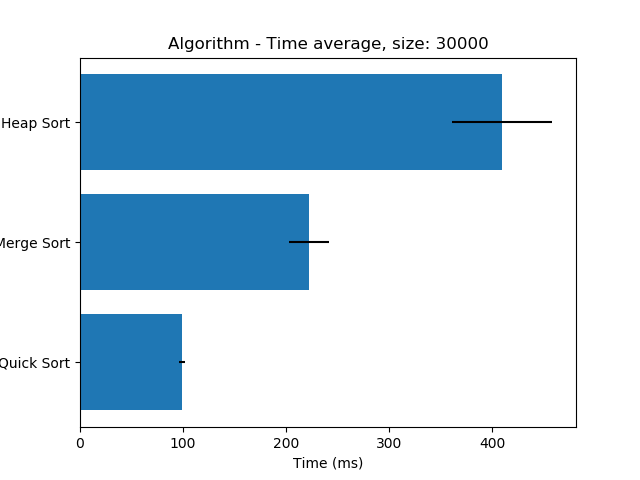 Algorithm - Time average, size: 30000
Heap Sort
Merge Sort
Quick Sort
0 100 200 300 400
Time (ms)